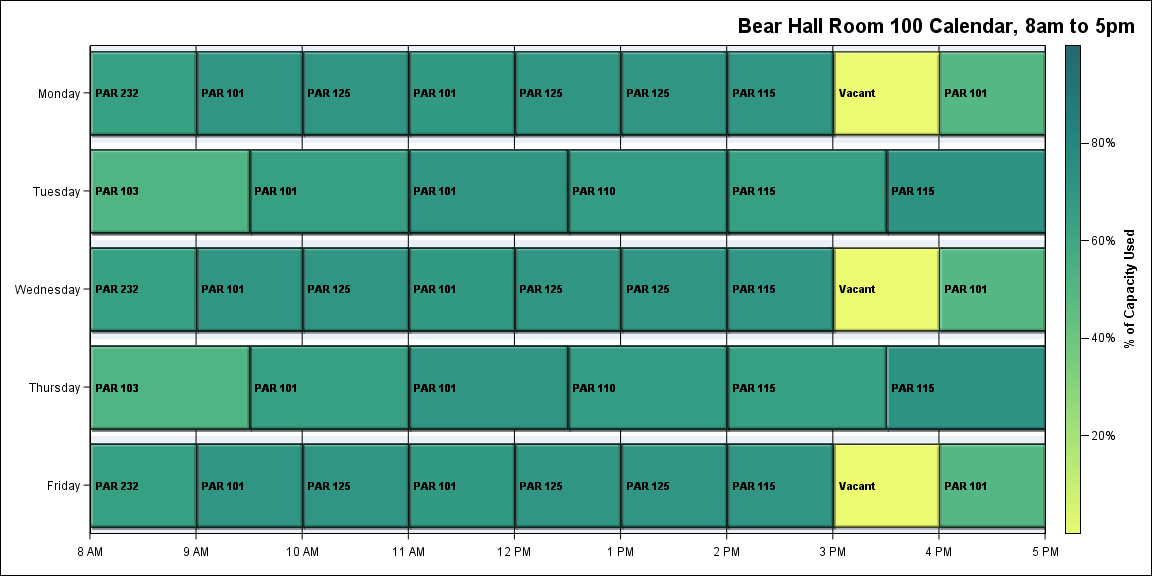 Bear Hall Room 100 Calendar, 8am to 5pm
Monday
PAR 232
PAR 101
PAR 125
PAR 101
PAR 125
PAR 125
PAR 115
Vacant
PAR 101
Tuesday
PAR 103
PAR 101
PAR 101
PAR 110
PAR 115
PAR 115
Wednesday
PAR 232
PAR 101
PAR 125
PAR 101
PAR 125
PAR 125
PAR 115
Vacant
PAR 101
Thursday
PAR 103
PAR 101
PAR 101
PAR 110
PAR 115
PAR 115
Friday
PAR 232
PAR 101
PAR 125
PAR 101
PAR 125
PAR 125
PAR 115
Vacant
PAR 101
8 AM
9 AM
10 AM
11 AM
12 PM
1 PM
2 PM
3 PM
4 PM
5 PM
80%
60%
40%
20%
% of Capacity Used